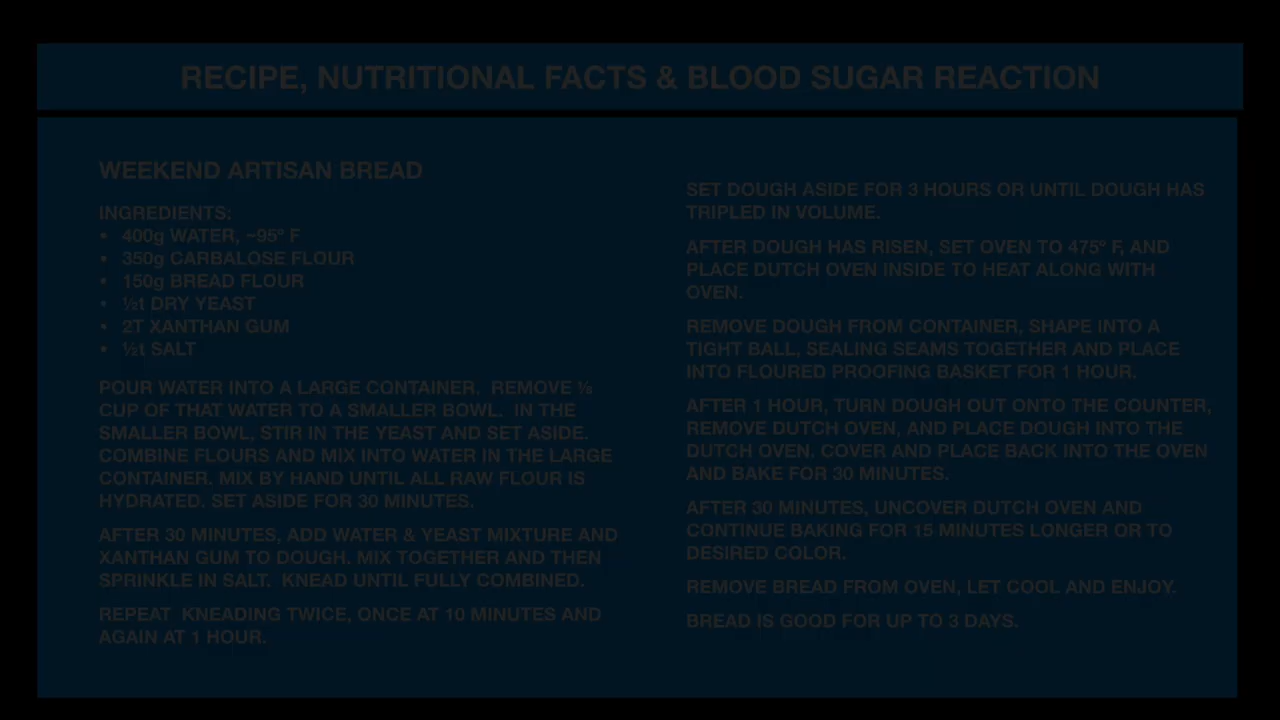 RECIPE, NUTRITIONAL FACTS & BLOOD SUGAR REACTION
WEEKEND ARTISAN BREAD
INGREDIENTS:
• 400g WATER, ~95º F
• 350g CARBALOSE FLOUR
• 150g BREAD FLOUR
• ½t DRY YEAST
• 2T XANTHAN GUM
• ½t SALT
POUR WATER INTO A LARGE CONTAINER. REMOVE ⅓
CUP OF THAT WATER TO A SMALLER BOWL. IN THE
SMALLER BOWL, STIR IN THE YEAST AND SET ASIDE.
COMBINE FLOURS AND MIX INTO WATER IN THE LARGE
CONTAINER. MIX BY HAND UNTIL ALL RAW FLOUR IS
HYDRATED. SET ASIDE FOR 30 MINUTES.
AFTER 30 MINUTES, ADD WATER & YEAST MIXTURE AND
XANTHAN GUM TO DOUGH. MIX TOGETHER AND THEN
SPRINKLE IN SALT. KNEAD UNTIL FULLY COMBINED.
REPEAT KNEADING TWICE, ONCE AT 10 MINUTES AND
AGAIN AT 1 HOUR.
SET DOUGH ASIDE FOR 3 HOURS OR UNTIL DOUGH HAS
TRIPLED IN VOLUME.
AFTER DOUGH HAS RISEN, SET OVEN TO 475º F, AND
PLACE DUTCH OVEN INSIDE TO HEAT ALONG WITH
OVEN.
REMOVE DOUGH FROM CONTAINER, SHAPE INTO A
TIGHT BALL, SEALING SEAMS TOGETHER AND PLACE
INTO FLOURED PROOFING BASKET FOR 1 HOUR.
AFTER 1 HOUR, TURN DOUGH OUT ONTO THE COUNTER,
REMOVE DUTCH OVEN, AND PLACE DOUGH INTO THE
DUTCH OVEN. COVER AND PLACE BACK INTO THE OVEN
AND BAKE FOR 30 MINUTES.
AFTER 30 MINUTES, UNCOVER DUTCH OVEN AND
CONTINUE BAKING FOR 15 MINUTES LONGER OR TO
DESIRED COLOR.
REMOVE BREAD FROM OVEN, LET COOL AND ENJOY.
BREAD IS GOOD FOR UP TO 3 DAYS.